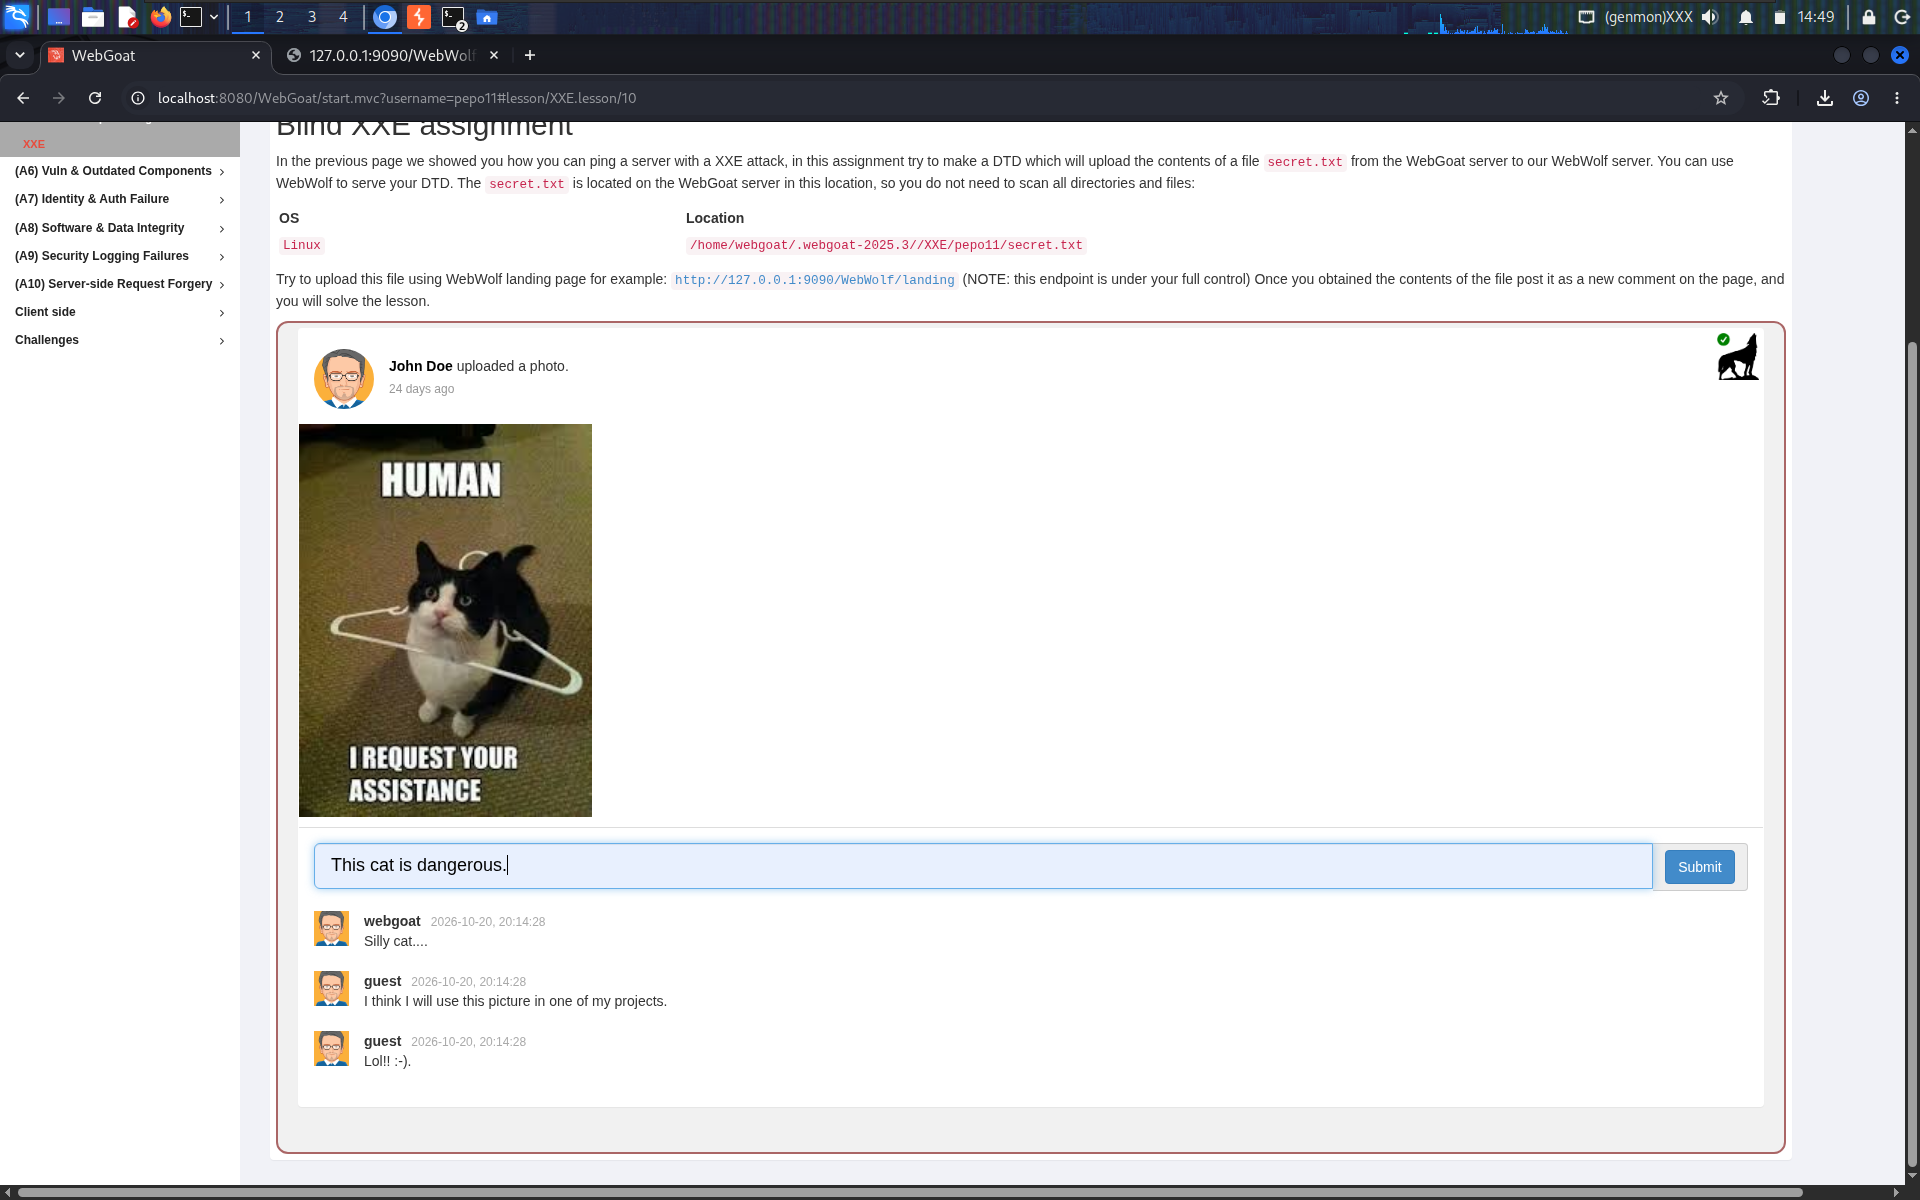 1
2
3
4
2
(genmon)XXX
14:49
WebGoat
127.0.0.1:9090/WebWolf
localhost:8080/WebGoat/start.mvc?username=pepo11#lesson/XXE.lesson/10
XXE
(A6) Vuln & Outdated Components
(A7) Identity & Auth Failure
(A8) Software & Data Integrity
(A9) Security Logging Failures
(A10) Server-side Request Forgery
Client side
Challenges
Blind XXE assignment
In the previous page we showed you how you can ping a server with a XXE attack, in this assignment try to make a DTD which will upload the contents of a file secret.txt from the WebGoat server to our WebWolf server. You can use
WebWolf to serve your DTD. The secret.txt is located on the WebGoat server in this location, so you do not need to scan all directories and files:
OS Location
Linux /home/webgoat/.webgoat-2025.3//XXE/pepo11/secret.txt
Try to upload this file using WebWolf landing page for example: http://127.0.0.1:9090/WebWolf/landing (NOTE: this endpoint is under your full control) Once you obtained the contents of the file post it as a new comment on the page, and
you will solve the lesson.
John Doe uploaded a photo.
24 days ago
HUMAN
I REQUEST YOUR
ASSISTANCE
This cat is dangerous.
Submit
webgoat 2026-10-20, 20:14:28
Silly cat....
guest 2026-10-20, 20:14:28
I think I will use this picture in one of my projects.
guest 2026-10-20, 20:14:28
Lol!! :-).